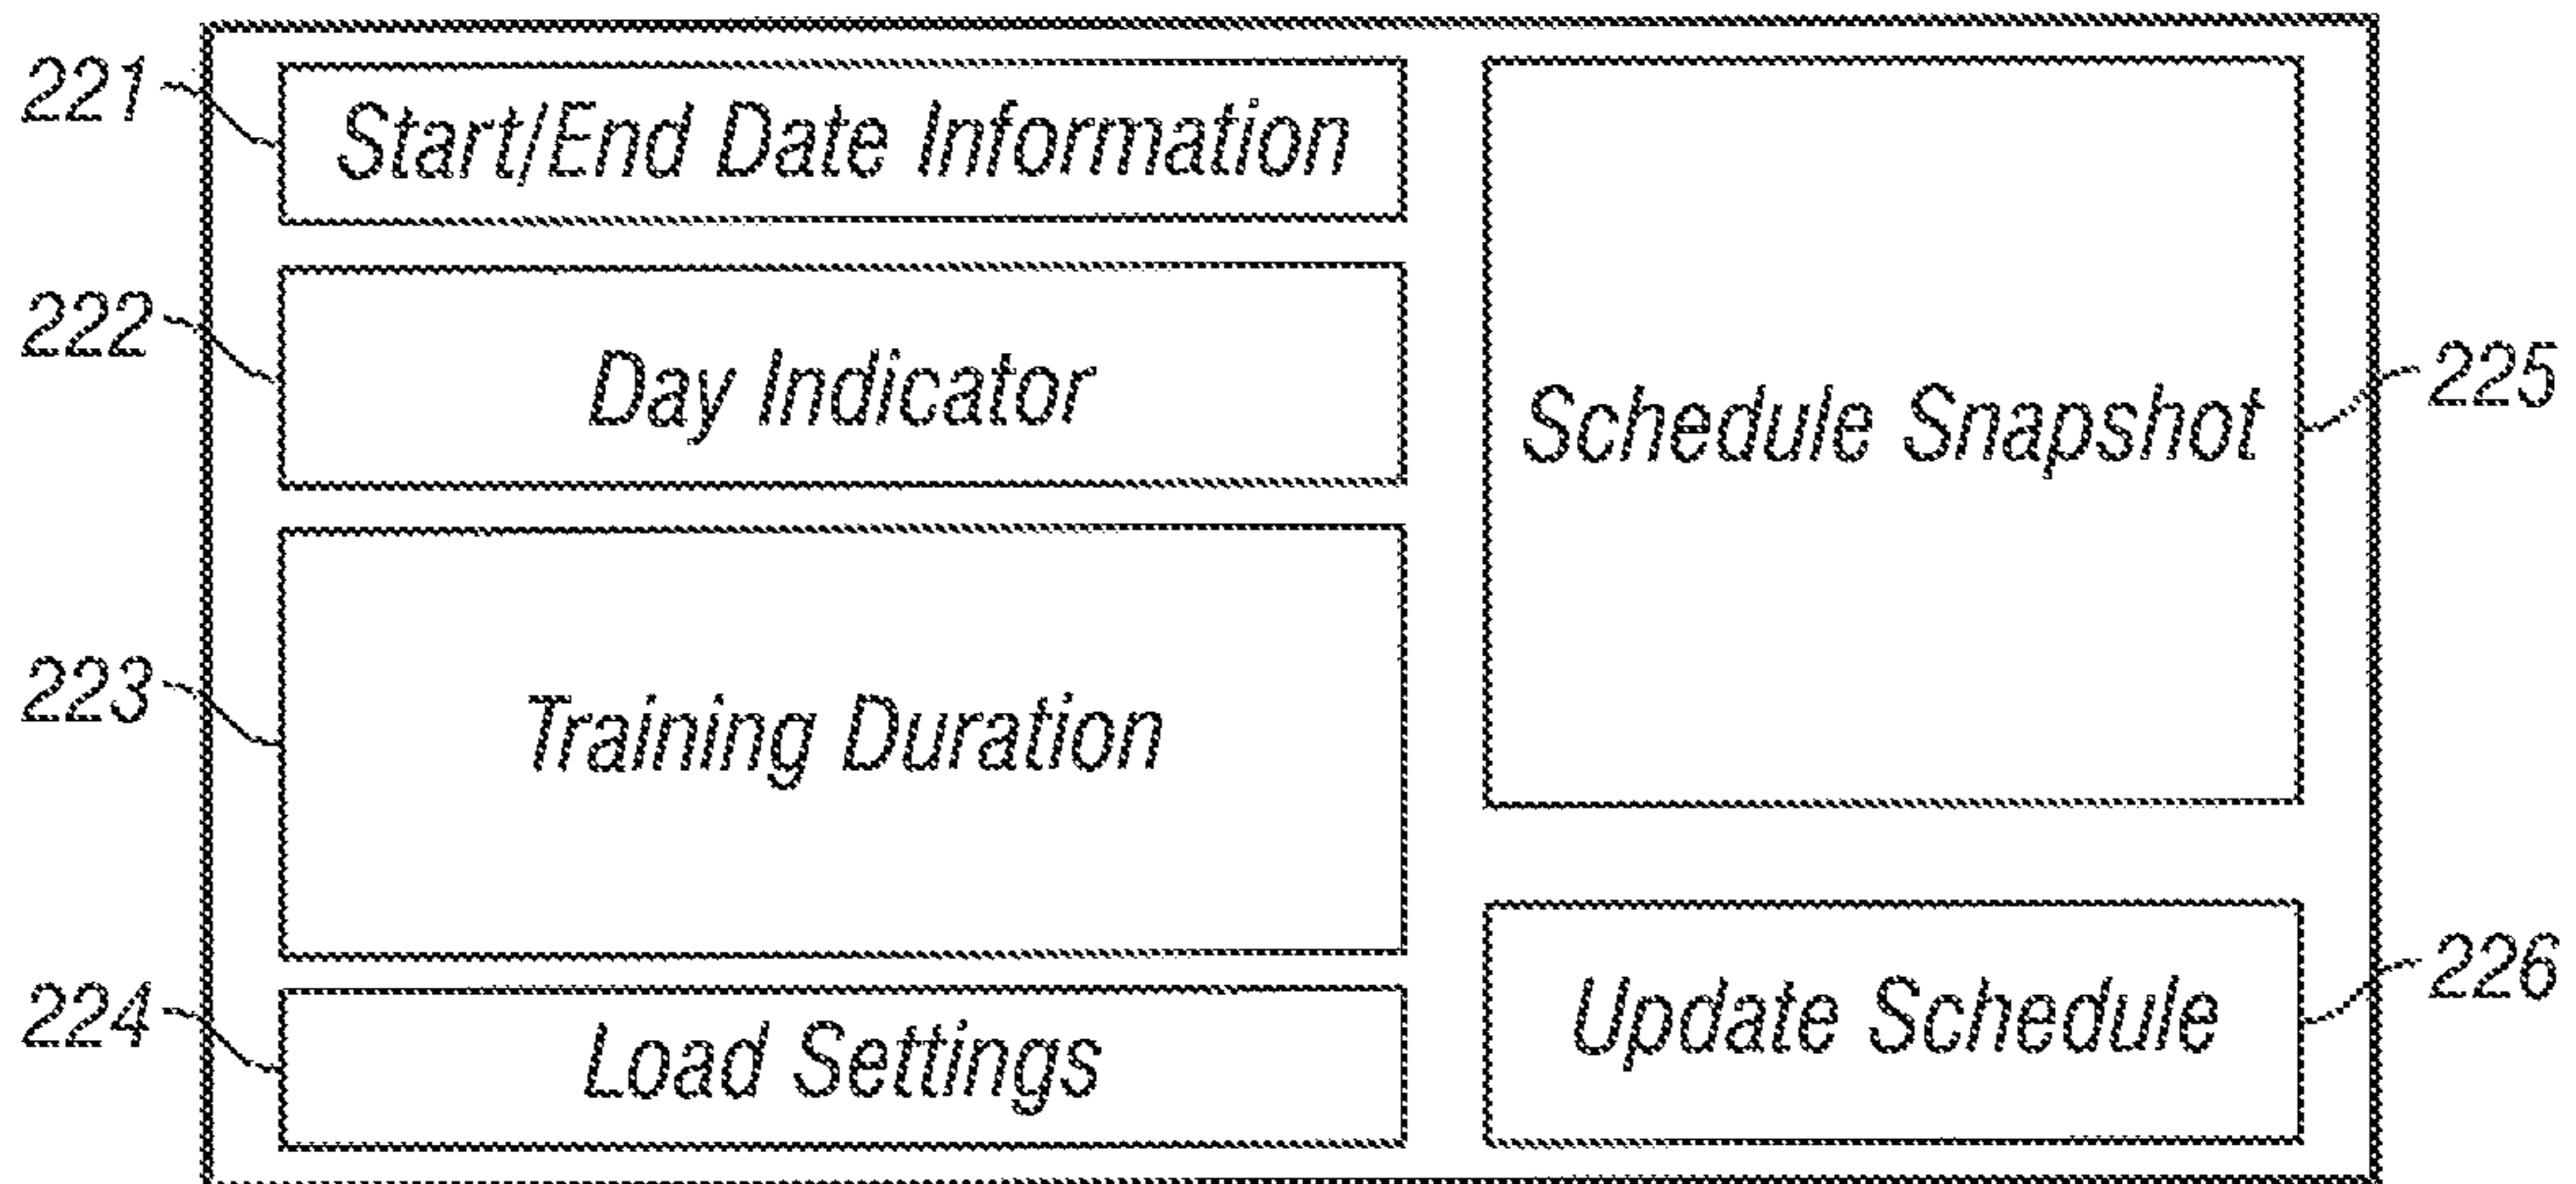 221
Start/End Date Information
222
Day Indicator
223
Training Duration
224
Load Settings
Schedule Snapshot
225
Update Schedule
226